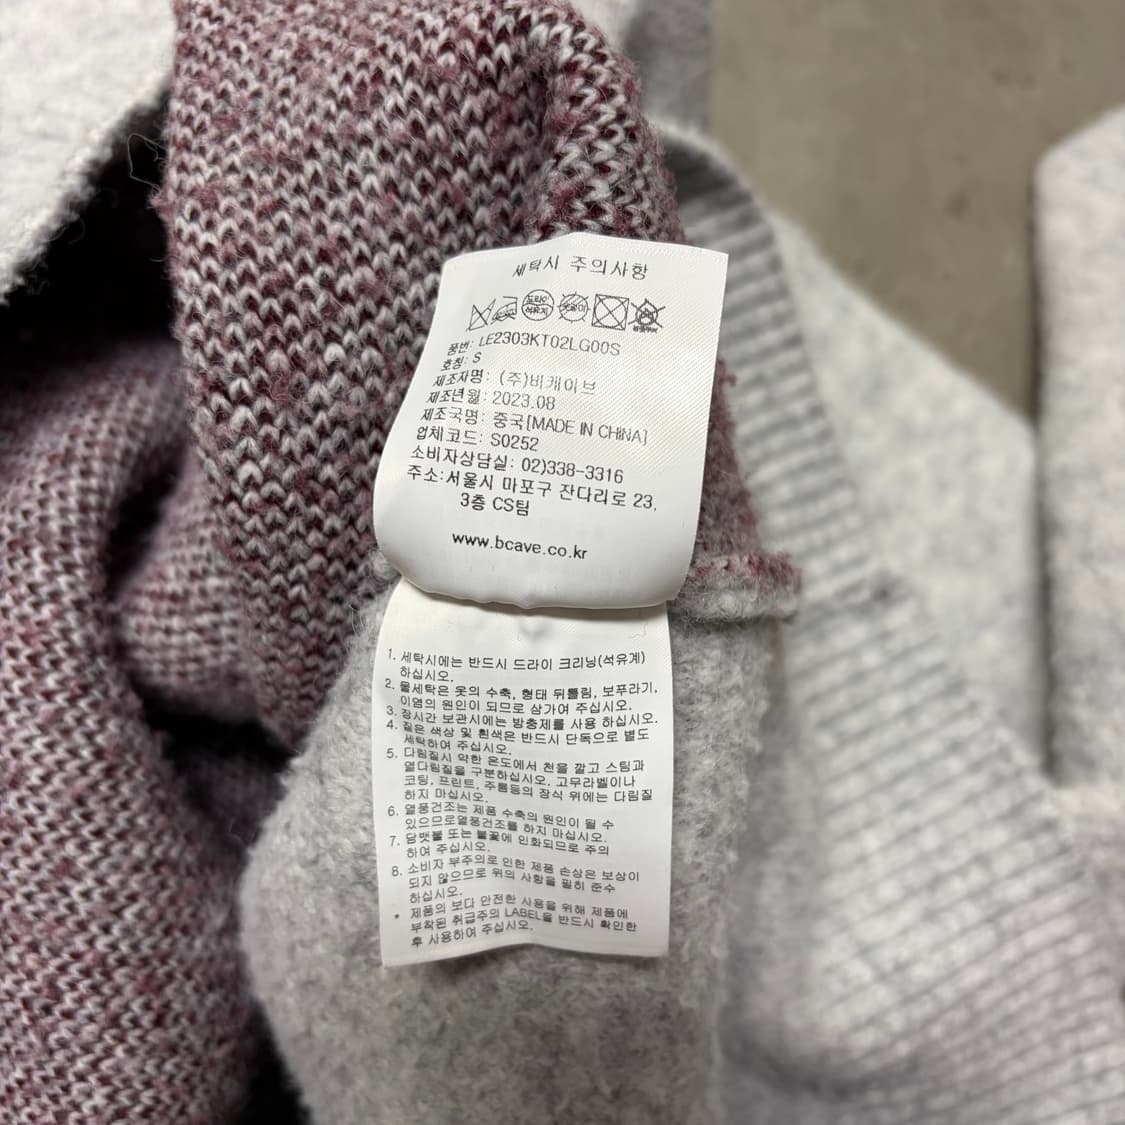 세탁시 주의사항
드라이
석유계
손짤이
품번: LE2303KT02LG00S
호칭: S
제조자명: (주)비케이브
제조년월: 2023.08
제조국명: 중국[MADE IN CHINA]
업체코드: S0252
소비자상담실: 02)338-3316
주소:서울시 마포구 잔다리로 23.
3층 CS팀
www.bcave.co.kr
1. 세탁시에는 반드시 드라이 크리닝(석유계)
하십시오.
2. 물세탁은 옷의 수축, 형태 뒤틀림, 보푸라기,
이염의 원인이 되므로 삼가여 주십시오.
3. 장시간 보관시에는 방충제를 사용 하십시오.
4. 짙은 색상 및 흰색은 반드시 단독으로 별도
세탁하여 주십시오.
5. 다림질시 약한 온도에서 천을 깔고 스팀과
열다림질을 구분하십시오. 고무라벨이나
코팅, 프린트, 주름등의 장식 위에는 다림질
하지 마십시오.
6. 열풍건조는 제품 수축의 원인이 될 수
있으므로열풍건조를 하지 마십시오.
7. 담뱃불 또는 불꽃에 인화되므로 주의
하여 주십시오.
8. 소비자 부주의로 인한 제품 손상은 보상이
되지 않으므로 위의 사항을 필히 준수
하십시오.
* 제품의 보다 안전한 사용을 위해 제품에
부착된 취급주의 LABEL을 반드시 확인한
후 사용하여 주십시오.